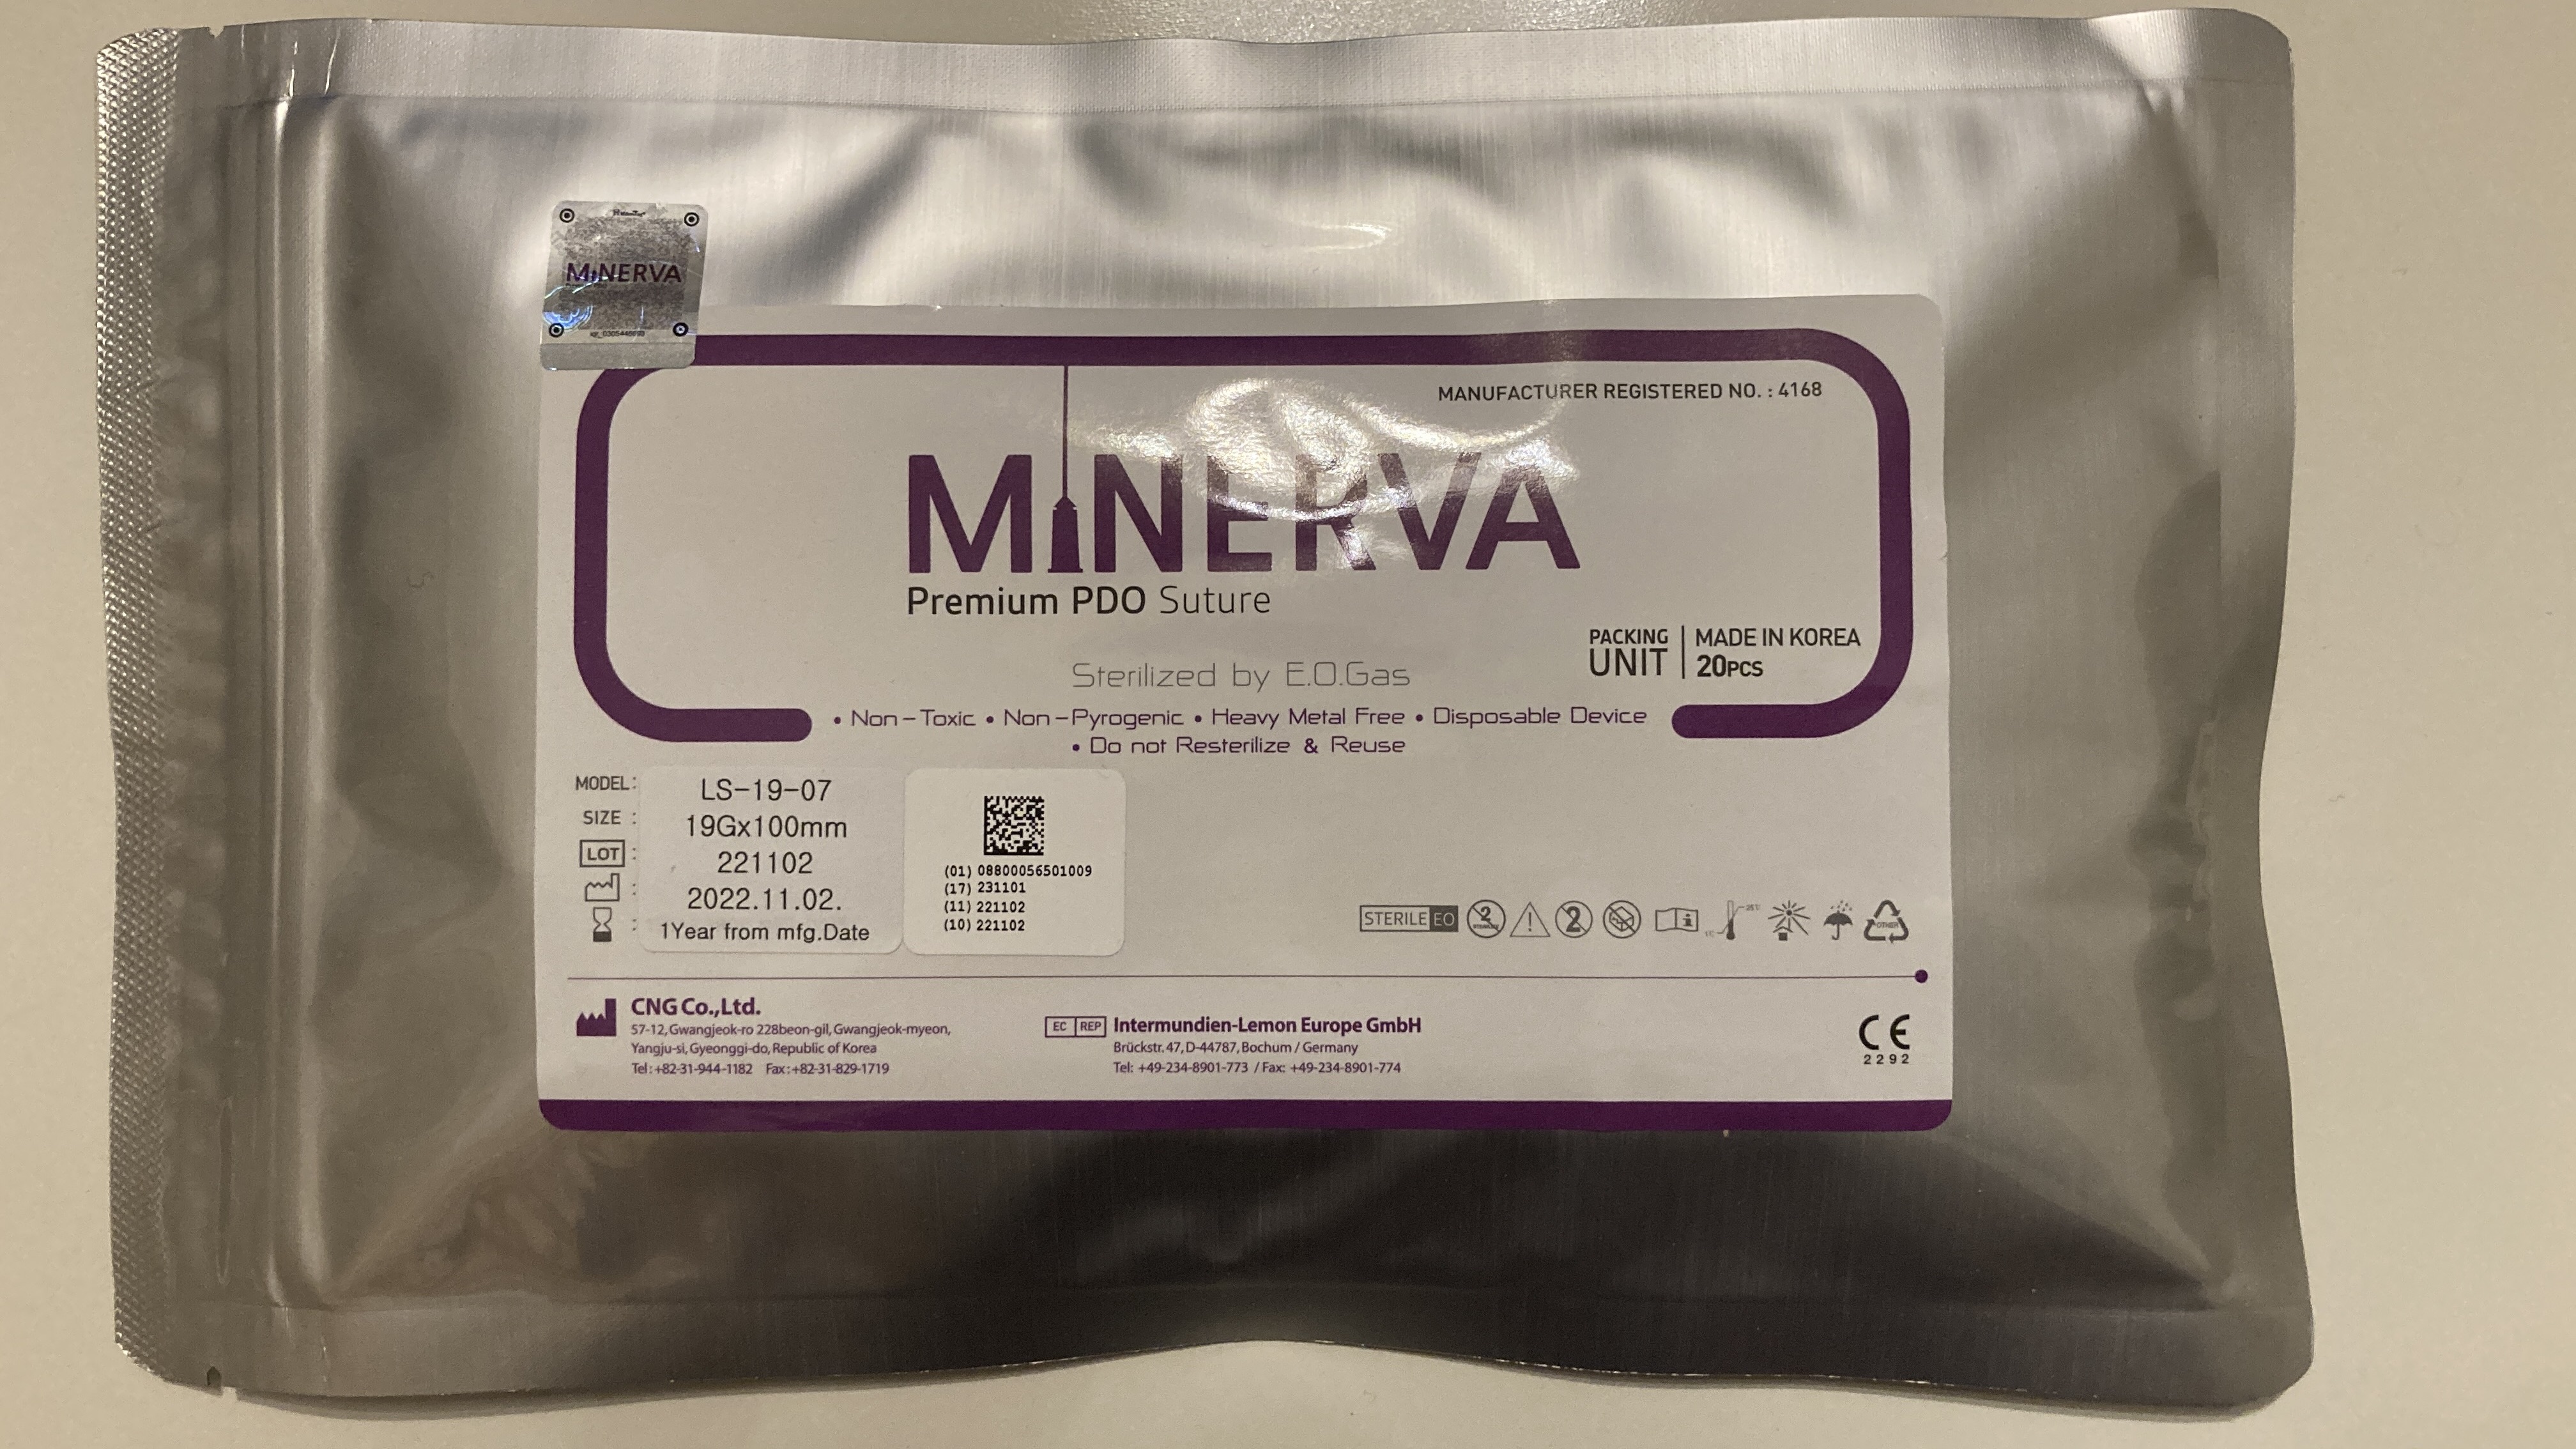 MINERVA
MANUFACTURER REGISTERED NO. : 4168
MINERVA
Premium PDO Suture
PACKING UNIT | MADE IN KOREA 20PCS
Sterilized by E.O.Gas
• Non-Toxic • Non-Pyrogenic • Heavy Metal Free • Disposable Device
• Do not Resterilize & Reuse
MODEL: LS-19-07
SIZE : 19Gx100mm
LOT : 221102
: 2022.11.02.
: 1Year from mfg.Date
(01) 08800056501009
(17) 231101
(11) 221102
(10) 221102
STERILE EO
CNG Co.,Ltd.
57-12, Gwangjeok-ro 228beon-gil, Gwangjeok-myeon,
Yangju-si, Gyeonggi-do, Republic of Korea
Tel : +82-31-944-1182 Fax : +82-31-829-1719
EC REP Intermundien-Lemon Europe GmbH
Brückstr. 47, D-44787, Bochum / Germany
Tel: +49-234-8901-773 / Fax: +49-234-8901-774
CE
2292